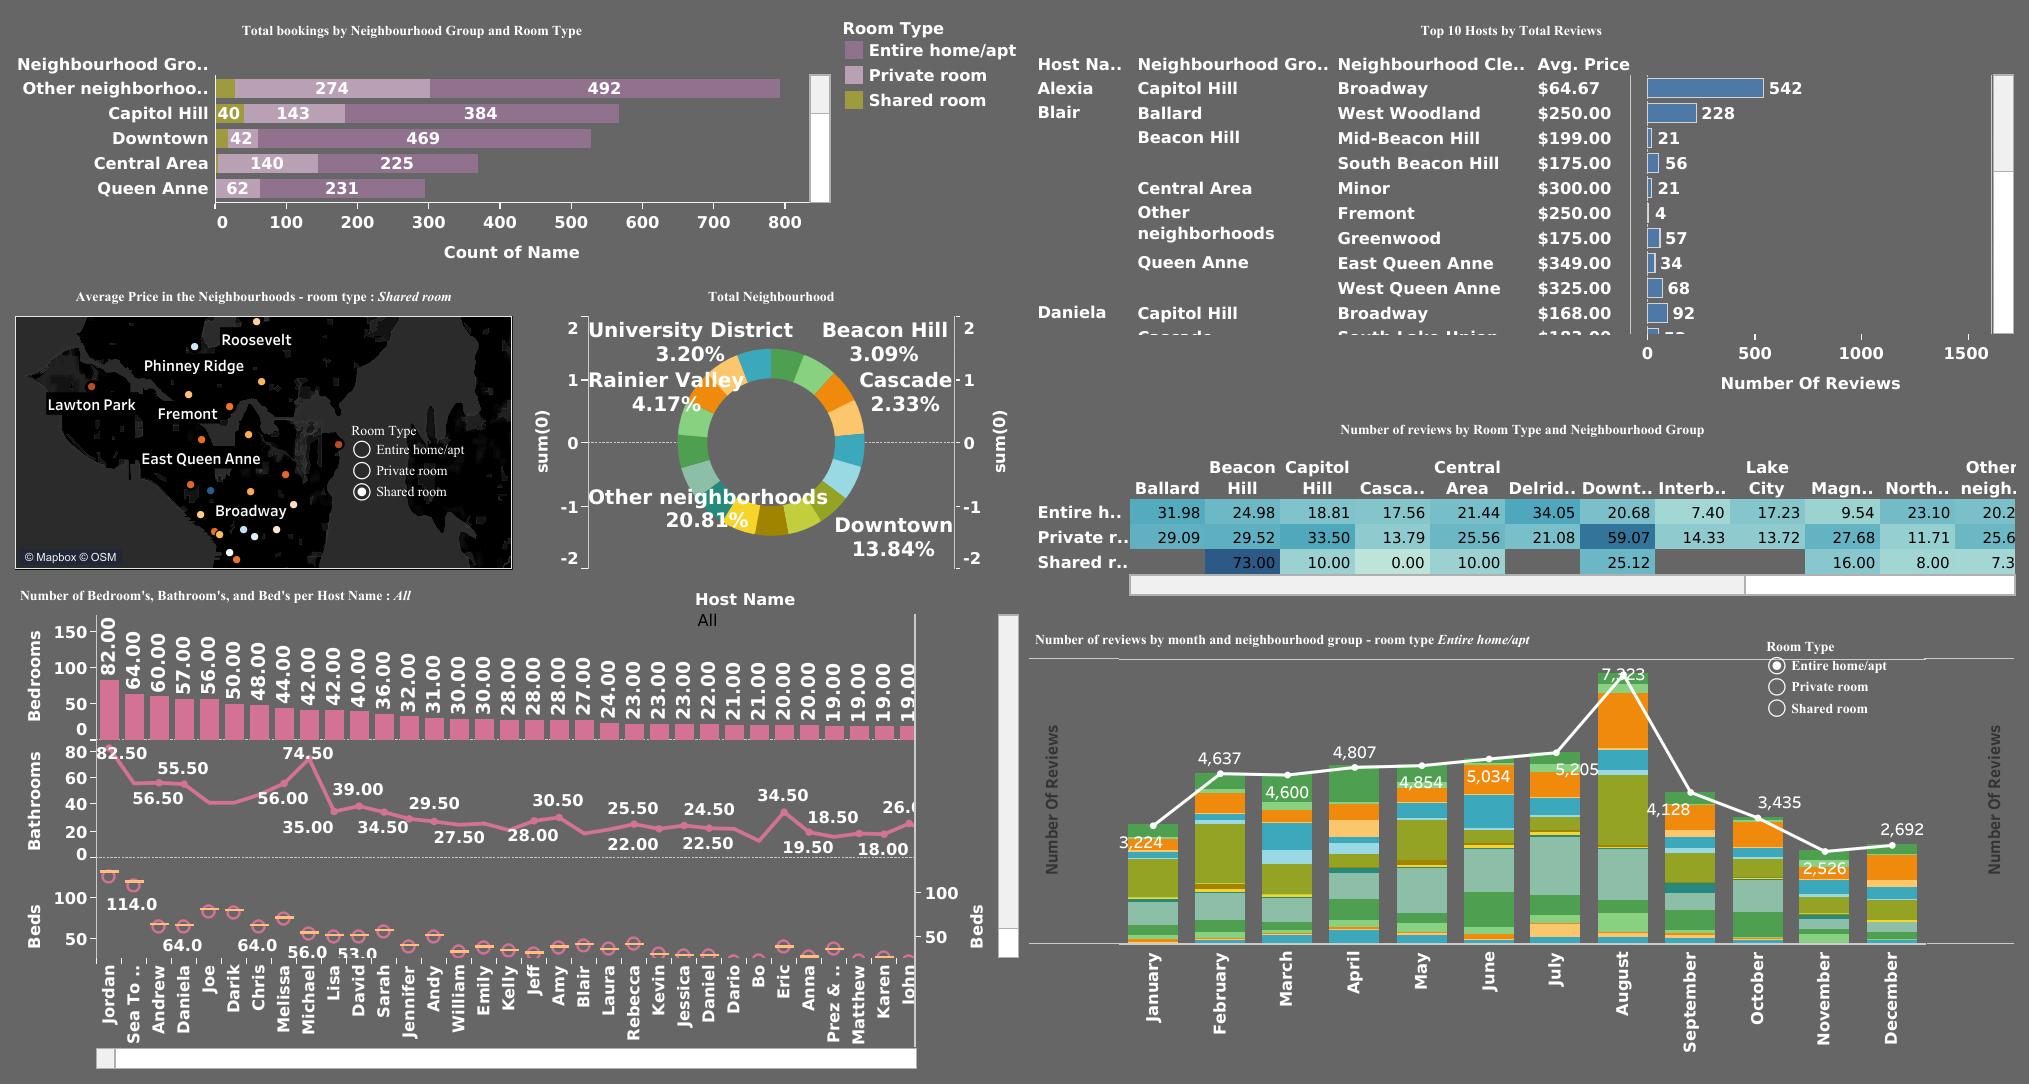 Total bookings by Neighbourhood Group and Room Type
Neighbourhood Gro..
Other neighborhoo.. 274 492
Capitol Hill 40 143 384
Downtown 42 469
Central Area 140 225
Queen Anne 62 231
0 100 200 300 400 500 600 700 800
Count of Name
Room Type
Entire home/apt
Private room
Shared room
Top 10 Hosts by Total Reviews
Host Na.. Neighbourhood Gro.. Neighbourhood Cle.. Avg. Price
Alexia Capitol Hill Broadway $64.67 542
Blair Ballard West Woodland $250.00 228
Beacon Hill Mid-Beacon Hill $199.00 21
South Beacon Hill $175.00 56
Central Area Minor $300.00 21
Other neighborhoods Fremont $250.00 4
Greenwood $175.00 57
Queen Anne East Queen Anne $349.00 34
West Queen Anne $325.00 68
Daniela Capitol Hill Broadway $168.00 92
0 500 1000 1500
Number Of Reviews
Average Price in the Neighbourhoods - room type : Shared room
Roosevelt
Phinney Ridge
Lawton Park
Fremont
East Queen Anne
Broadway
Room Type
Entire home/apt
Private room
Shared room
© Mapbox © OSM
Total Neighbourhood
sum(0)
2
1
0
-1
-2
University District
3.20%
Beacon Hill
3.09%
Rainier Valley
4.17%
Cascade
2.33%
Other neighborhoods
20.81%
Downtown
13.84%
2
1
0
-1
-2
sum(0)
Number of reviews by Room Type and Neighbourhood Group
Ballard Beacon Hill Capitol Hill Casca.. Central Area Delrid.. Downt.. Interb.. Lake City Magn.. North.. Other neigh.
Entire h.. 31.98 24.98 18.81 17.56 21.44 34.05 20.68 7.40 17.23 9.54 23.10 20.2
Private r.. 29.09 29.52 33.50 13.79 25.56 21.08 59.07 14.33 13.72 27.68 11.71 25.6
Shared r.. 73.00 10.00 0.00 10.00 25.12 16.00 8.00 7.3
Number of Bedroom's, Bathroom's, and Bed's per Host Name : All
Host Name
All
Bedrooms
150
100
50
0
82.00 64.00 60.00 57.00 56.00 50.00 48.00 44.00 42.00 42.00 40.00 36.00 32.00 31.00 30.00 30.00 28.00 28.00 28.00 27.00 24.00 23.00 23.00 23.00 22.00 21.00 21.00 20.00 20.00 19.00 19.00 19.00 19.00
Bathrooms
80
60
40
20
0
82.50 56.50 55.50 56.00 74.50 35.00 39.00 34.50 29.50 27.50 28.00 30.50 25.50 22.00 24.50 22.50 34.50 19.50 18.50 18.00 26.
Beds
100
50
114.0 64.0 64.0 56.0 53.0
100
50
Beds
Jordan Sea To .. Andrew Daniela Joe Darik Chris Melissa Michael Lisa David Sarah Jennifer Andy William Emily Kelly Jeff Amy Blair Laura Rebecca Kevin Jessica Daniel Dario Bo Eric Anna Prez & .. Matthew Karen John
Number of reviews by month and neighbourhood group - room type Entire home/apt
Room Type
Entire home/apt
Private room
Shared room
Number Of Reviews
3,224 4,637 4,600 4,807 4,854 5,034 5,205 7,323 4,128 3,435 2,526 2,692
Number Of Reviews
January February March April May June July August September October November December